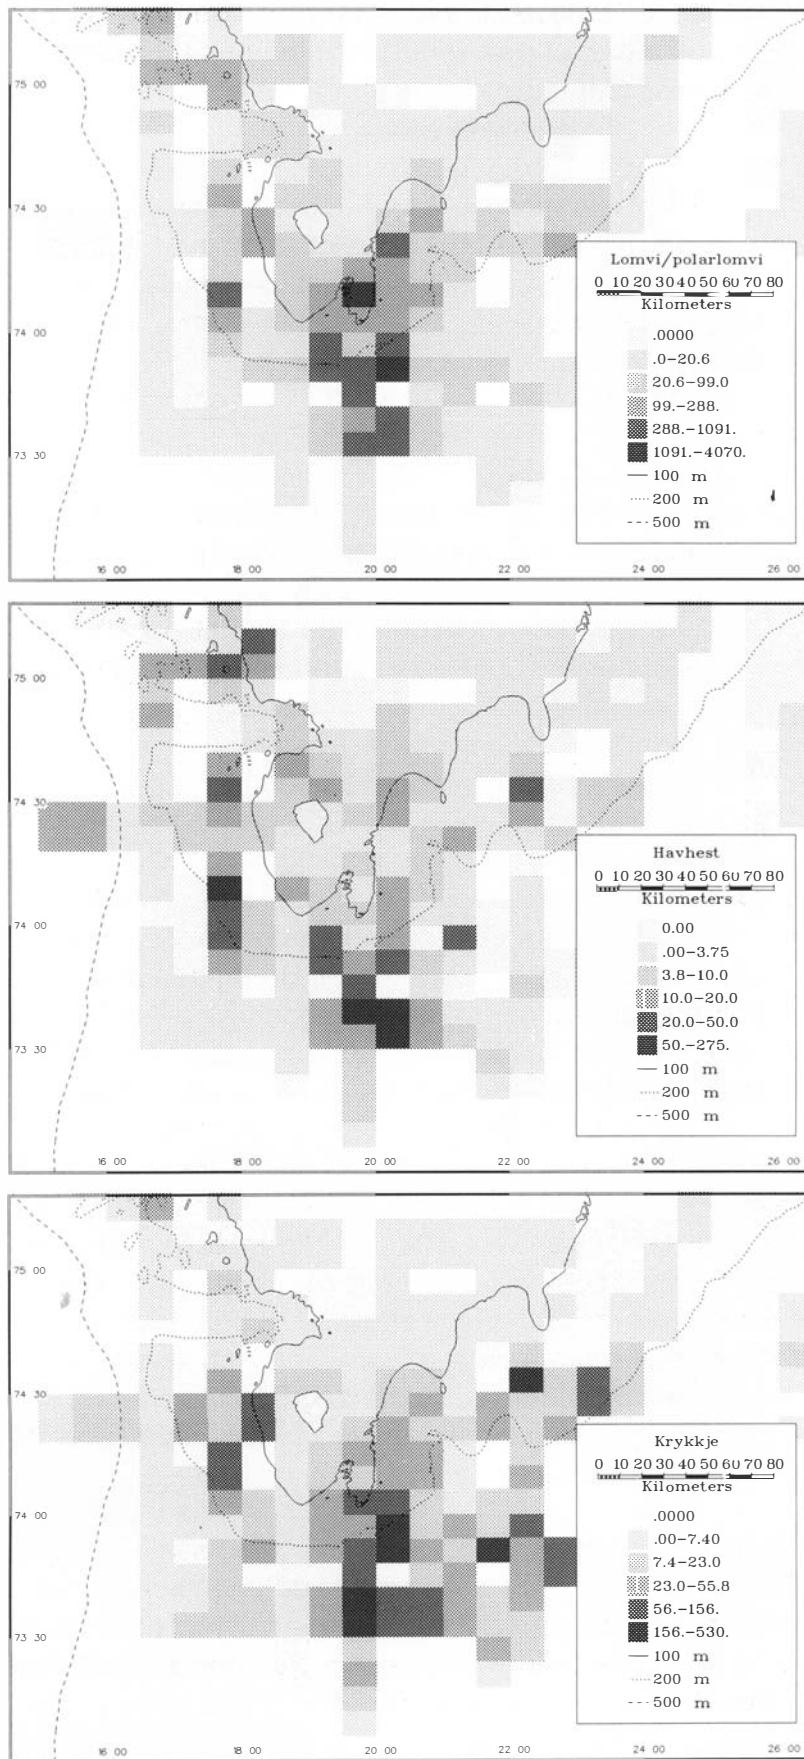 75 00
74 30
74 00
73 30
Lomvi/polarlomvi
0 10 20 30 40 50 60 70 80
Kilometers
.0000
.0–20.6
20.6–99.0
99.–288.
288.–1091.
1091.–4070.
100 m
200 m
500 m
16 00 18 00 20 00 22 00 24 00 26 00
75 00
74 30
74 00
73 30
Havhest
0 10 20 30 40 50 60 70 80
Kilometers
0.00
.00–3.75
3.8–10.0
10.0–20.0
20.0–50.0
50.–275.
100 m
200 m
500 m
16 00 18 00 20 00 22 00 24 00 26 00
75 00
74 30
74 00
73 30
Krykkje
0 10 20 30 40 50 60 70 80
Kilometers
.0000
.00–7.40
7.4–23.0
23.0–55.8
56.–156.
156.–530.
100 m
200 m
500 m
16 00 18 00 20 00 22 00 24 00 26 00